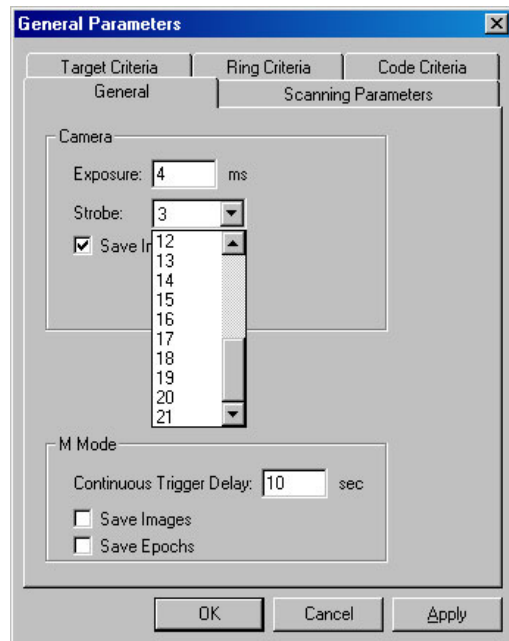 General Parameters
Target Criteria Ring Criteria Code Criteria
General Scanning Parameters
Camera
Exposure: 4 ms
Strobe: 3
Save
12
13
14
15
16
17
18
19
20
21
M Mode
Continuous Trigger Delay: 10 sec
Save Images
Save Epochs
OK Cancel Apply